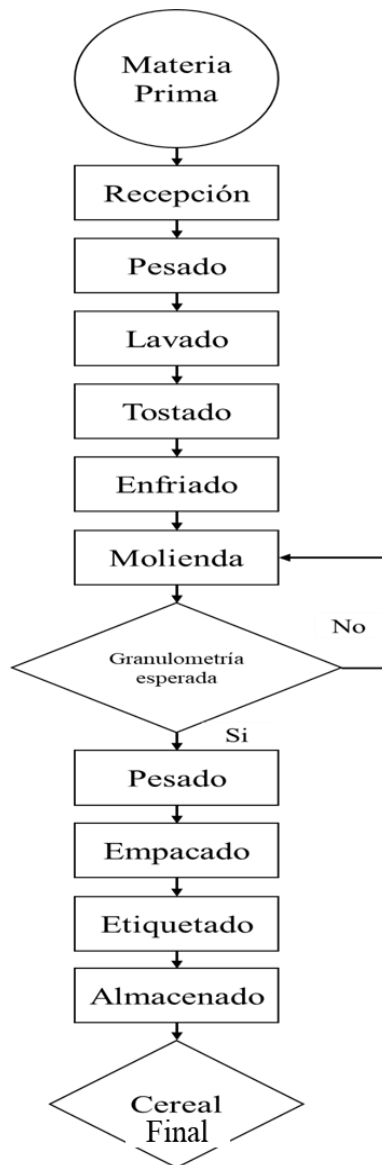 Materia
Prima
Recepción
Pesado
Lavado
Tostado
Enfriado
Molienda
No
Granulometría
esperada
Si
Pesado
Empacado
Etiquetado
Almacenado
Cereal
Final